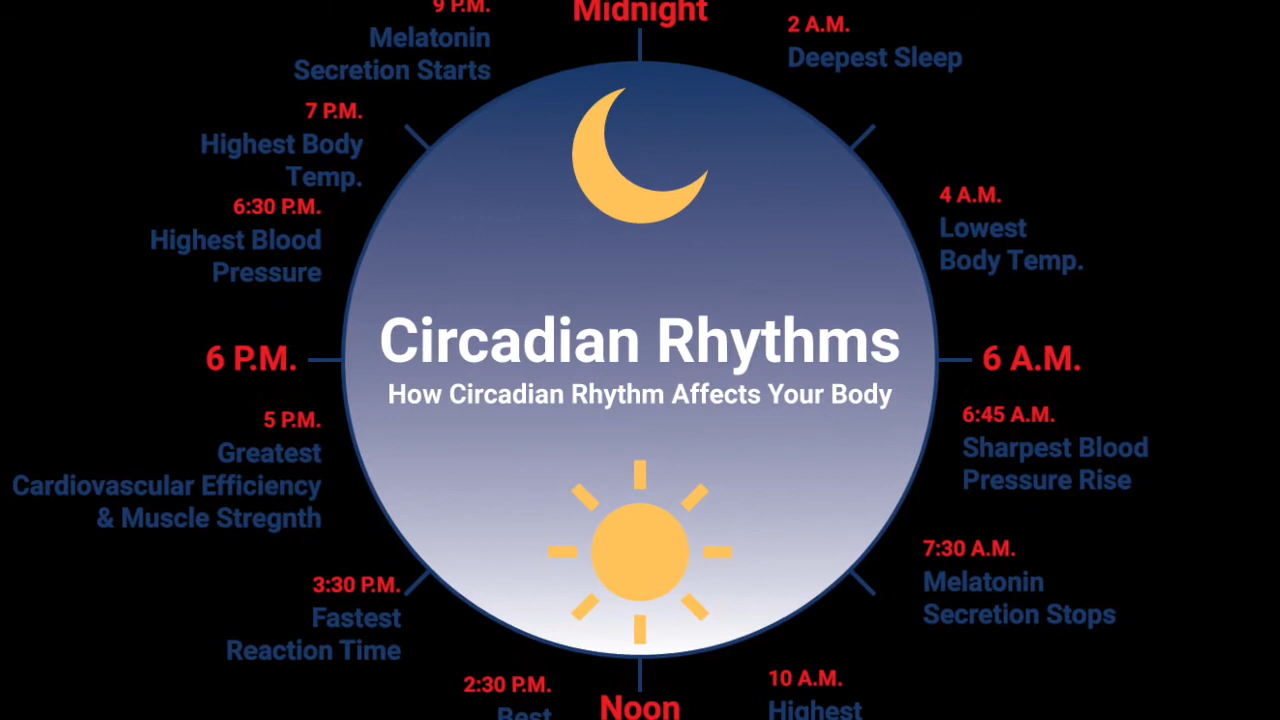 Midnight
2 A.M.
Deepest Sleep
4 A.M.
Lowest
Body Temp.
6 A.M.
6:45 A.M.
Sharpest Blood
Pressure Rise
7:30 A.M.
Melatonin
Secretion Stops
10 A.M.
Highest
Noon
2:30 P.M.
Best
3:30 P.M.
Fastest
Reaction Time
5 P.M.
Greatest
Cardiovascular Efficiency
& Muscle Stregnth
6 P.M.
6:30 P.M.
Highest Blood
Pressure
7 P.M.
Highest Body
Temp.
9 P.M.
Melatonin
Secretion Starts
Circadian Rhythms
How Circadian Rhythm Affects Your Body